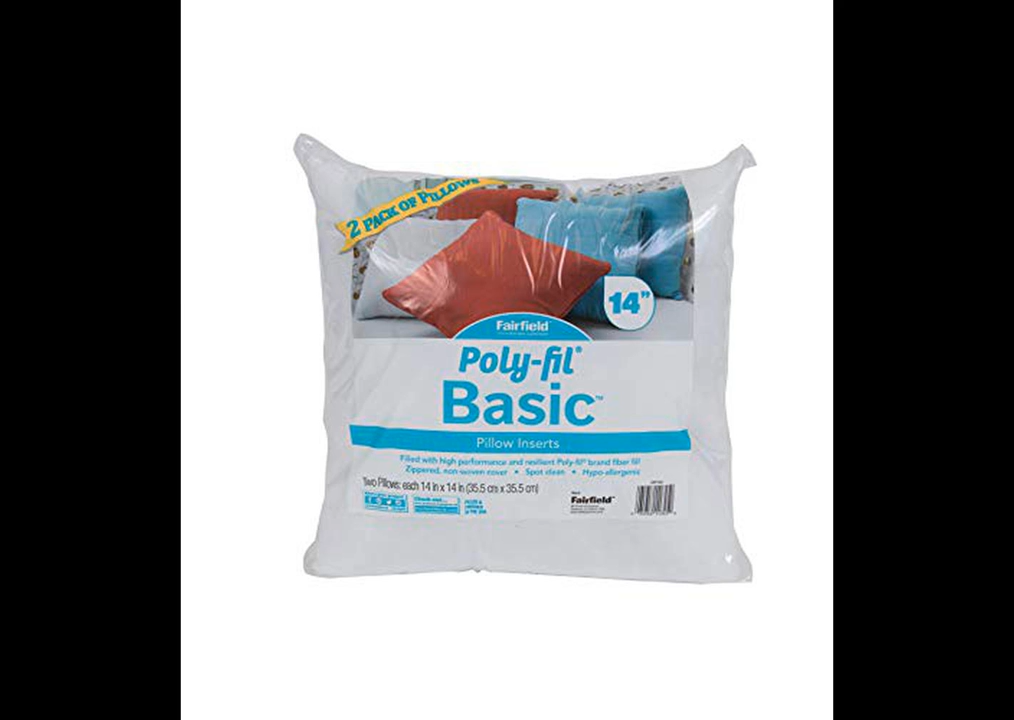 2 PACK OF PILLOWS
14"
Fairfield
Poly-fil®
Basic™
Pillow Inserts
Filled with high performance and resilient Poly-fil® brand fiber fill
Zippered, non-woven cover • Spot clean • Hypo-allergenic
Two Pillows: each 14 in x 14 in (35.5 cm x 35.5 cm)
Fairfield™